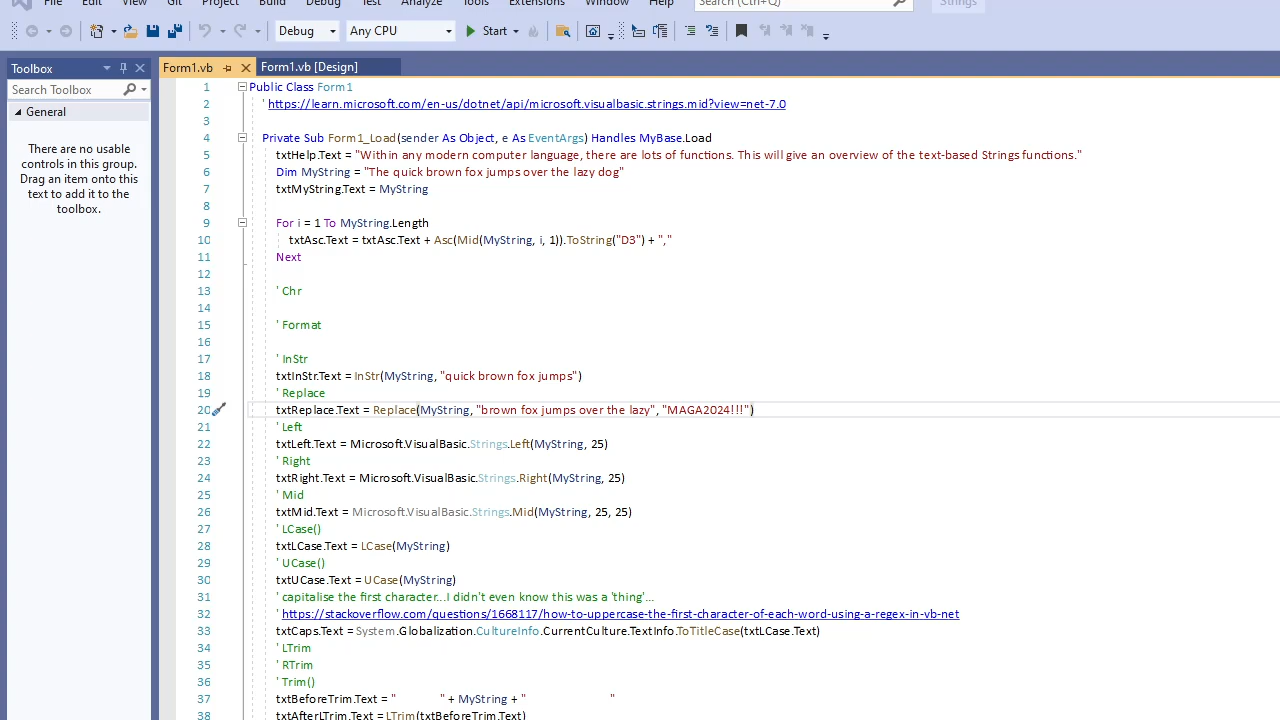 File Edit View Git Project Build Debug Test Analyze Tools Extensions Window Help Search (Ctrl+Q) Strings
Debug Any CPU Start
Toolbox
Form1.vb Form1.vb [Design]
Search Toolbox
General
There are no usable
controls in this group.
Drag an item onto this
text to add it to the
toolbox.
1 Public Class Form1
2 ' https://learn.microsoft.com/en-us/dotnet/api/microsoft.visualbasic.strings.mid?view=net-7.0
3
4 Private Sub Form1_Load(sender As Object, e As EventArgs) Handles MyBase.Load
5 txtHelp.Text = "Within any modern computer language, there are lots of functions. This will give an overview of the text-based Strings functions."
6 Dim MyString = "The quick brown fox jumps over the lazy dog"
7 txtMyString.Text = MyString
8
9 For i = 1 To MyString.Length
10 txtAsc.Text = txtAsc.Text + Asc(Mid(MyString, i, 1)).ToString("D3") + ","
11 Next
12
13 ' Chr
14
15 ' Format
16
17 ' InStr
18 txtInStr.Text = InStr(MyString, "quick brown fox jumps")
19 ' Replace
20 txtReplace.Text = Replace(MyString, "brown fox jumps over the lazy", "MAGA2024!!!")
21 ' Left
22 txtLeft.Text = Microsoft.VisualBasic.Strings.Left(MyString, 25)
23 ' Right
24 txtRight.Text = Microsoft.VisualBasic.Strings.Right(MyString, 25)
25 ' Mid
26 txtMid.Text = Microsoft.VisualBasic.Strings.Mid(MyString, 25, 25)
27 ' LCase()
28 txtLCase.Text = LCase(MyString)
29 ' UCase()
30 txtUCase.Text = UCase(MyString)
31 ' capitalise the first character...I didn't even know this was a 'thing'...
32 ' https://stackoverflow.com/questions/1668117/how-to-uppercase-the-first-character-of-each-word-using-a-regex-in-vb-net
33 txtCaps.Text = System.Globalization.CultureInfo.CurrentCulture.TextInfo.ToTitleCase(txtLCase.Text)
34 ' LTrim
35 ' RTrim
36 ' Trim()
37 txtBeforeTrim.Text = " " + MyString + " "
38 txtAfterLTrim.Text = LTrim(txtBeforeTrim.Text)